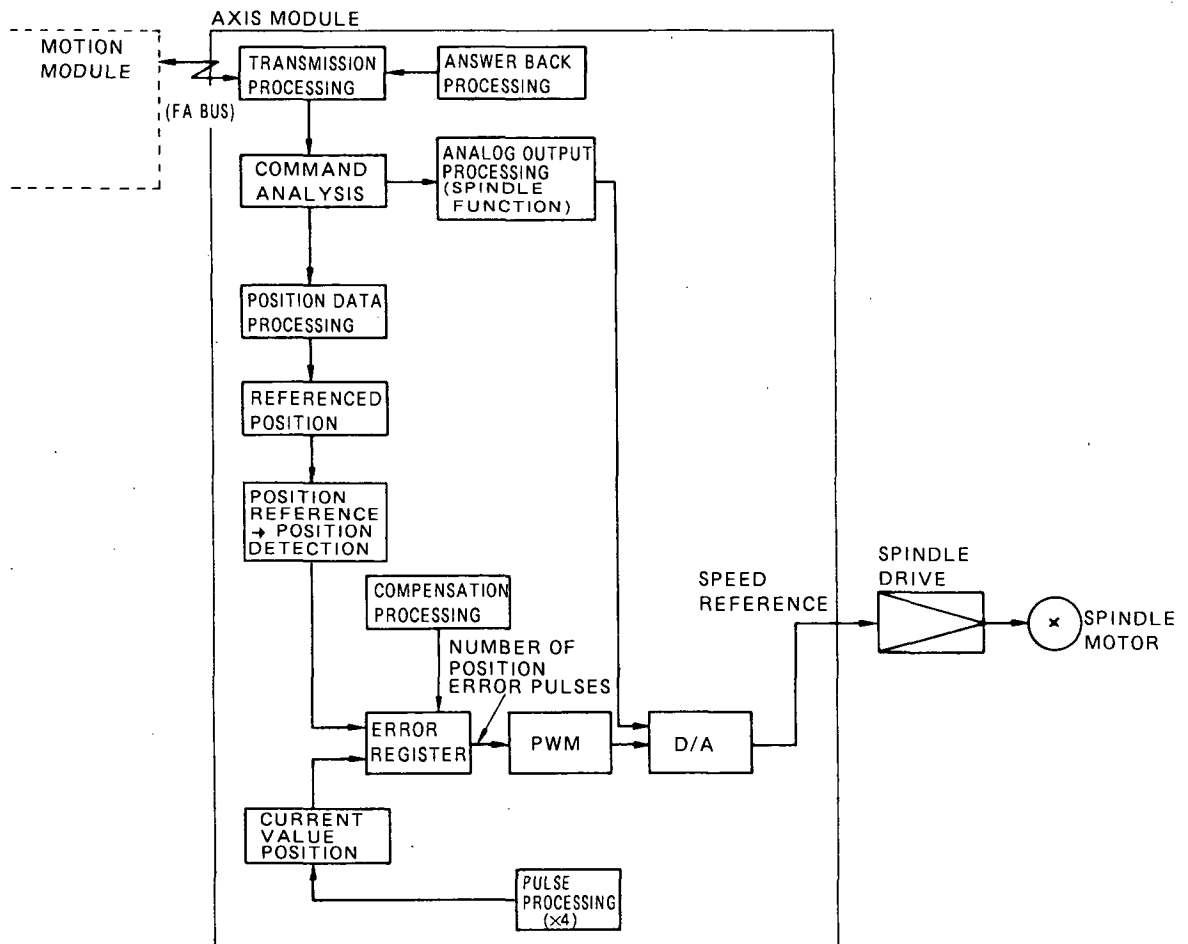 AXIS MODULE
MOTION
MODULE
(FA BUS)
TRANSMISSION
PROCESSING
ANSWER BACK
PROCESSING
COMMAND
ANALYSIS
ANALOG OUTPUT
PROCESSING
(SPINDLE
FUNCTION)
POSITION DATA
PROCESSING
REFERENCED
POSITION
POSITION
REFERENCE
→ POSITION
DETECTION
COMPENSATION
PROCESSING
NUMBER OF
POSITION
ERROR PULSES
ERROR
REGISTER
PWM
D/A
SPEED
REFERENCE
SPINDLE
DRIVE
SPINDLE
MOTOR
CURRENT
VALUE
POSITION
PULSE
PROCESSING
(×4)